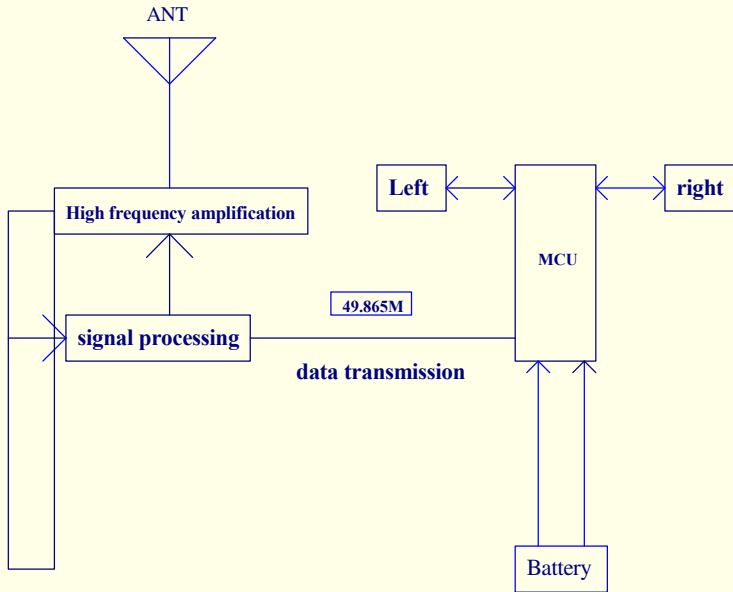 ANT
High frequency amplification
Left
right
MCU
49.865M
signal processing
data transmission
Battery